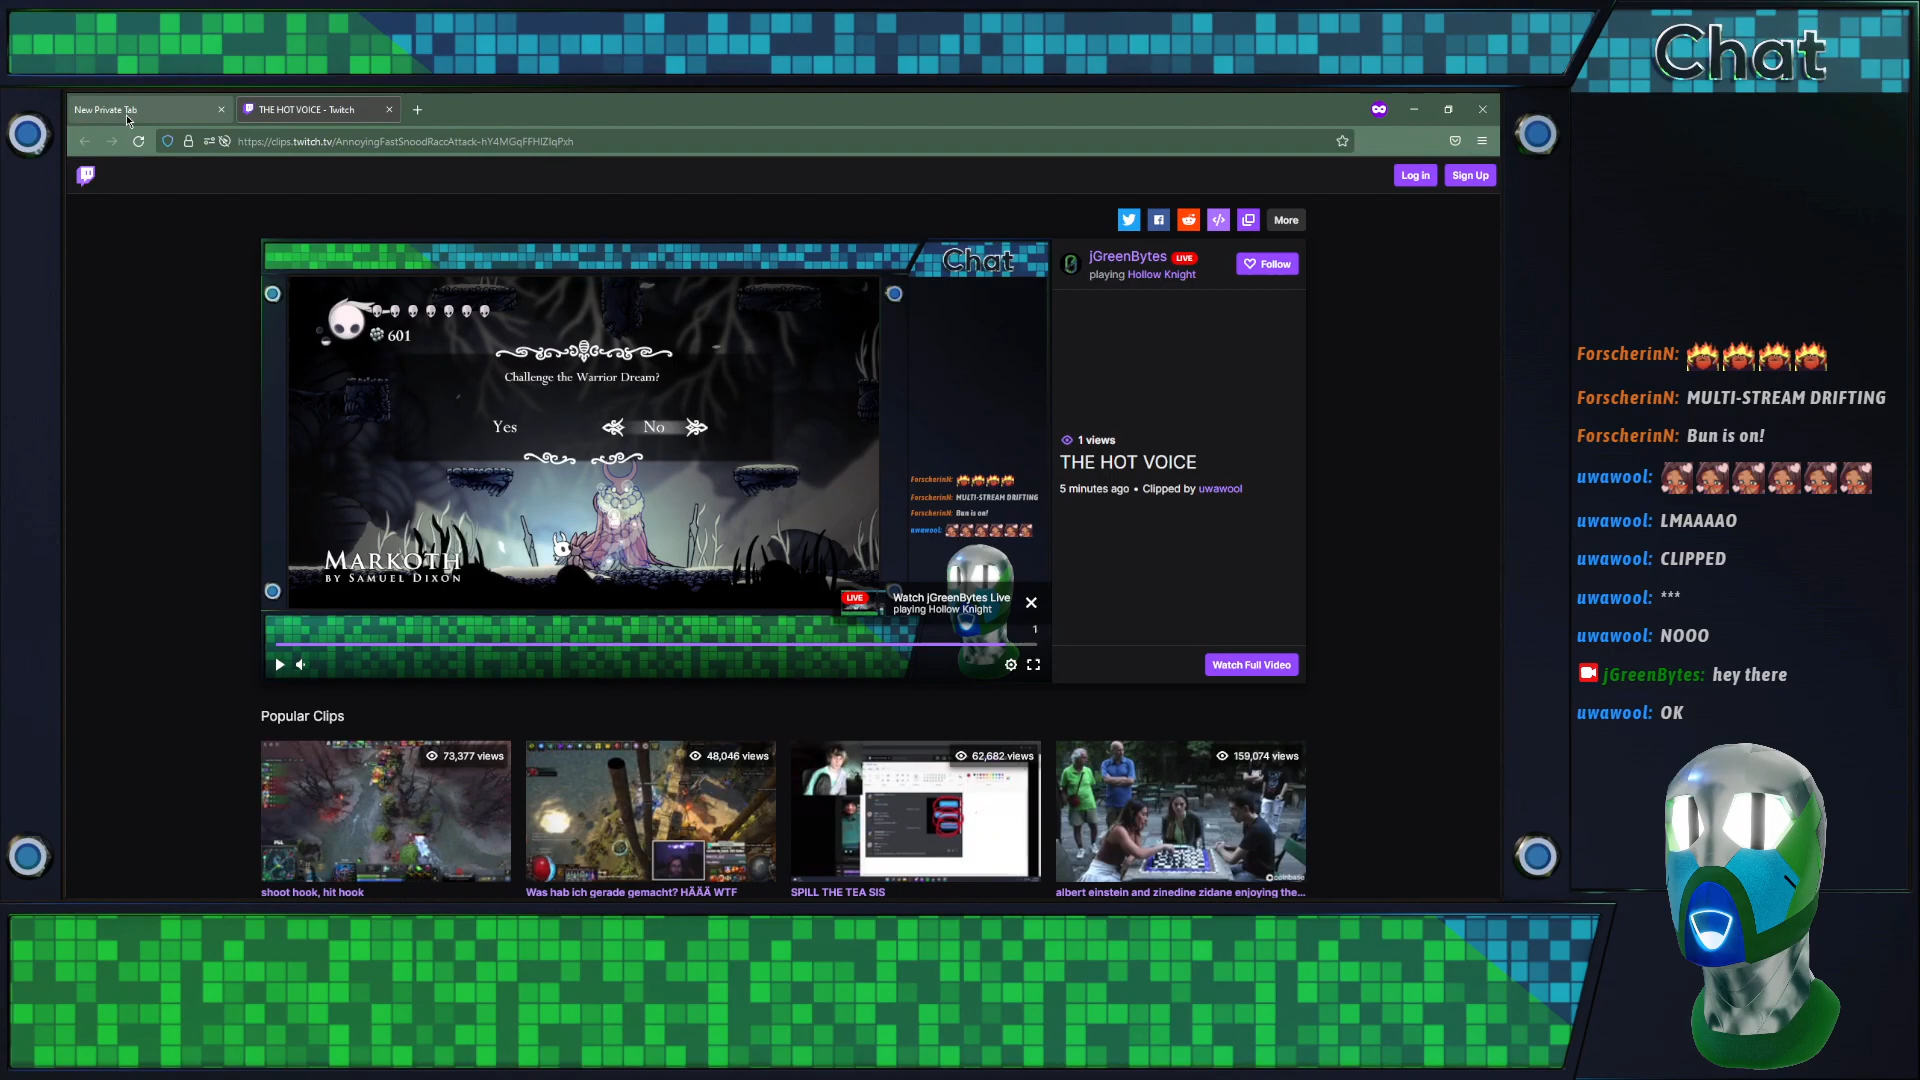 Chat
New Private Tab
THE HOT VOICE - Twitch
https://clips.twitch.tv/AnnoyingFastSnoodRaccAttack-hY4MGqFFHIZIqPxh
Log in
Sign Up
More
Chat
601
Challenge the Warrior Dream?
Yes
No
MARKOTH
BY SAMUEL DIXON
ForscherinN:
ForscherinN: MULTI-STREAM DRIFTING
ForscherinN: Bun is on!
uwawool:
LIVE
Watch jGreenBytes Live
playing Hollow Knight
1
jGreenBytes LIVE
playing Hollow Knight
Follow
1 views
THE HOT VOICE
5 minutes ago • Clipped by uwawool
Watch Full Video
Popular Clips
73,377 views
shoot hook, hit hook
48,046 views
Was hab ich gerade gemacht? HÄÄÄ WTF
62,682 views
SPILL THE TEA SIS
159,074 views
coinbase
albert einstein and zinedine zidane enjoying the...
ForscherinN:
ForscherinN: MULTI-STREAM DRIFTING
ForscherinN: Bun is on!
uwawool:
uwawool: LMAAAAO
uwawool: CLIPPED
uwawool: ***
uwawool: NOOO
jGreenBytes: hey there
uwawool: OK